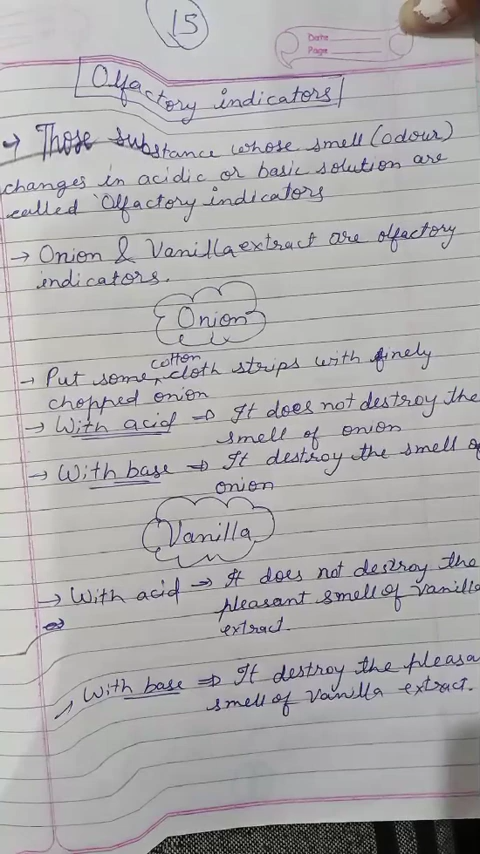 15
Date
Page
Olfactory indicators
→ Those substance whose smell (odour)
changes in acidic or basic solution are
called Olfactory indicators
→ Onion & Vanilla extract are olfactory
indicators.
Onion
cotton
→ Put some cloth strips with finely
chopped onion
→ With acid ⇒ It does not destroy the
smell of onion
→ With base ⇒ It destroy the smell of
onion
Vanilla
→ With acid → It does not destroy the
pleasant smell of vanilla
extract.
→ With base ⇒ It destroy the pleasa
smell of vanilla extract.